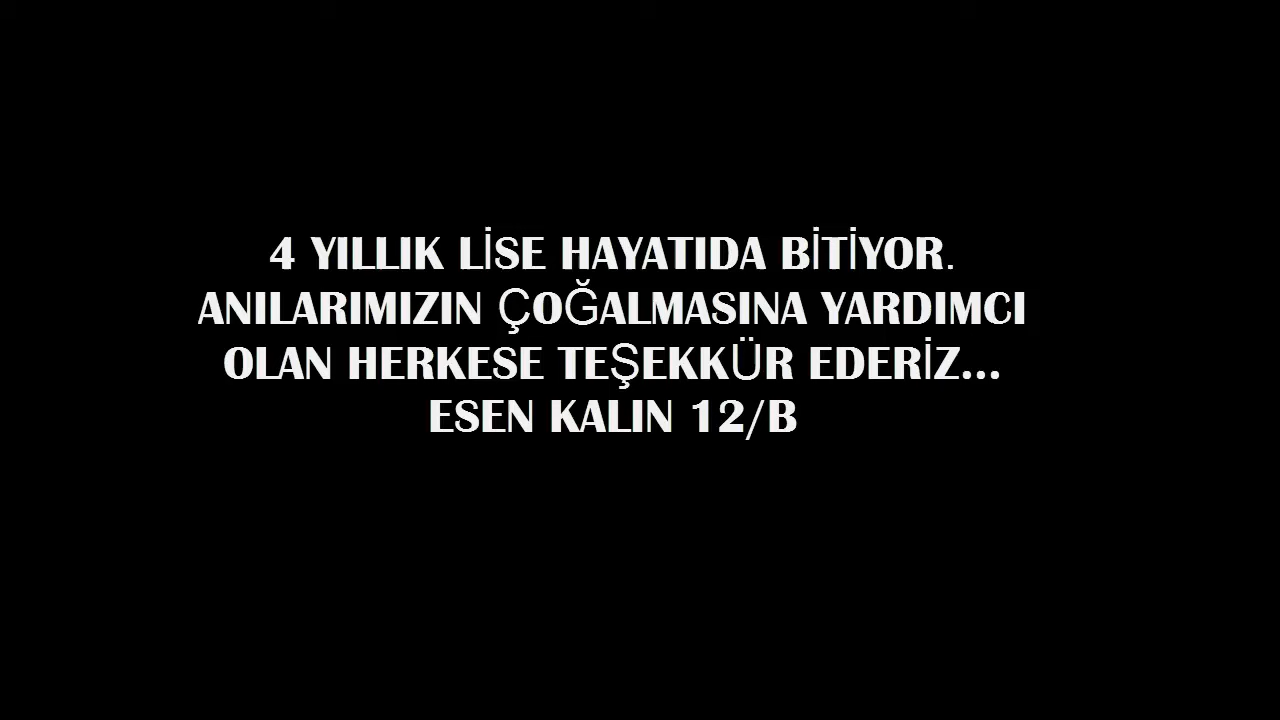 4 YILLIK LİSE HAYATIDA BİTİYOR.
ANILARIMIZIN ÇOĞALMASINA YARDIMCI
OLAN HERKESE TEŞEKKÜR EDERİZ...
ESEN KALIN 12/B